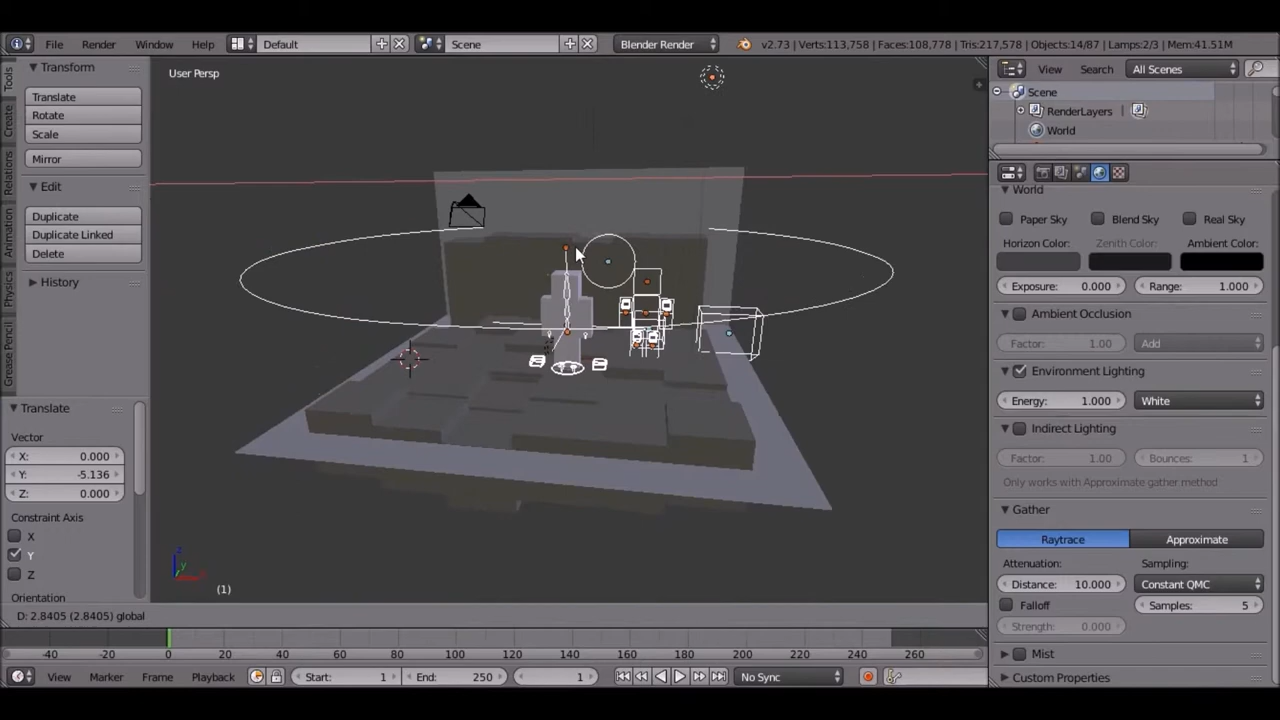 File Render Window Help Default Scene Blender Render v2.73 | Verts:113,758 | Faces:108,778 | Tris:217,578 | Objects:14/87 | Lamps:2/3 | Mem:41.51M
Tools
Create
Relations
Animation
Physics
Grease Pencil
Transform
Translate
Rotate
Scale
Mirror
Edit
Duplicate
Duplicate Linked
Delete
History
Translate
Vector
X: 0.000
Y: -5.136
Z: 0.000
Constraint Axis
X
Y
Z
Orientation
User Persp
(1)
D: 2.8405 (2.8405) global
View Search All Scenes
Scene
RenderLayers
World
World
Paper Sky Blend Sky Real Sky
Horizon Color: Zenith Color: Ambient Color:
Exposure: 0.000 Range: 1.000
Ambient Occlusion
Factor: 1.00 Add
Environment Lighting
Energy: 1.000 White
Indirect Lighting
Factor: 1.00 Bounces: 1
Only works with Approximate gather method
Gather
Raytrace Approximate
Attenuation: Sampling:
Distance: 10.000 Constant QMC
Falloff Samples: 5
Strength: 0.000
Mist
Custom Properties
-40 -20 0 20 40 60 80 100 120 140 160 180 200 220 240 260
View Marker Frame Playback Start: 1 End: 250 1 No Sync